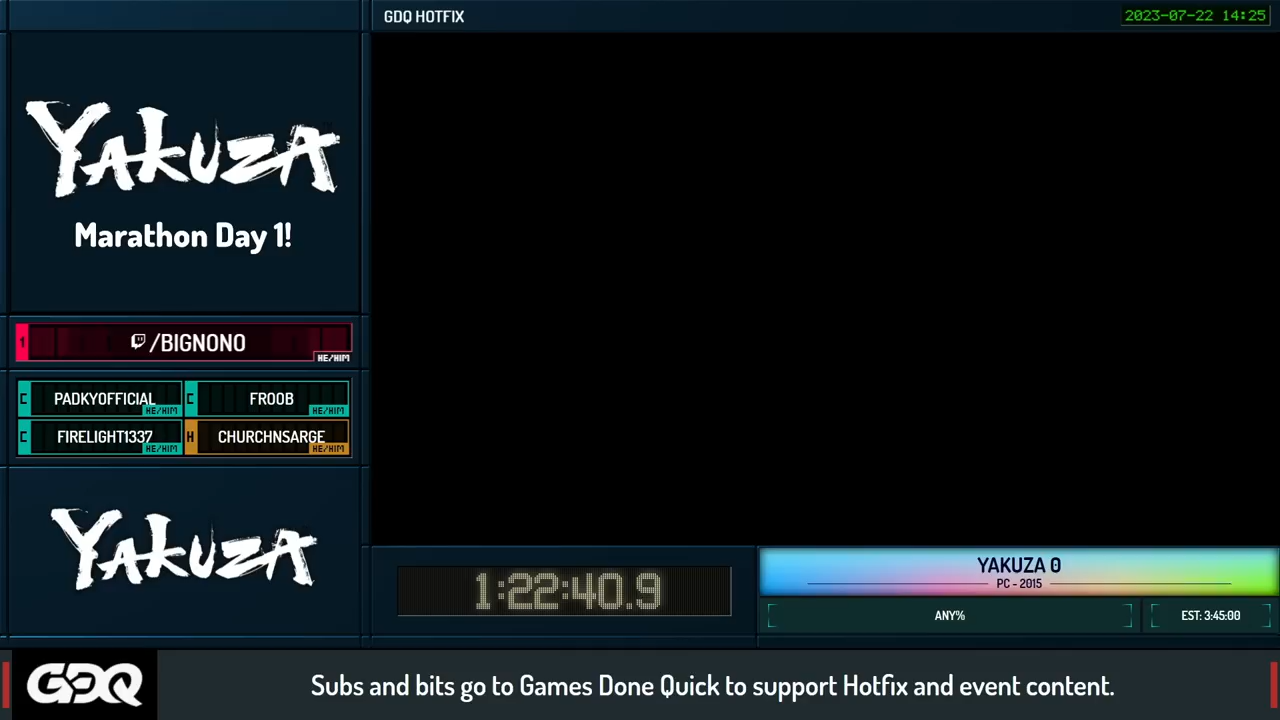 GDQ HOTFIX
2023-07-22 14:25
YAKUZA
Marathon Day 1!
1
/BIGNONO
HE/HIM
C
PADKYOFFICIAL
HE/HIM
C
FROOB
HE/HIM
C
FIRELIGHT1337
HE/HIM
H
CHURCHNSARGE
HE/HIM
YAKUZA
1:22:40.9
YAKUZA 0
PC - 2015
ANY%
EST: 3:45:00
GDQ
Subs and bits go to Games Done Quick to support Hotfix and event content.